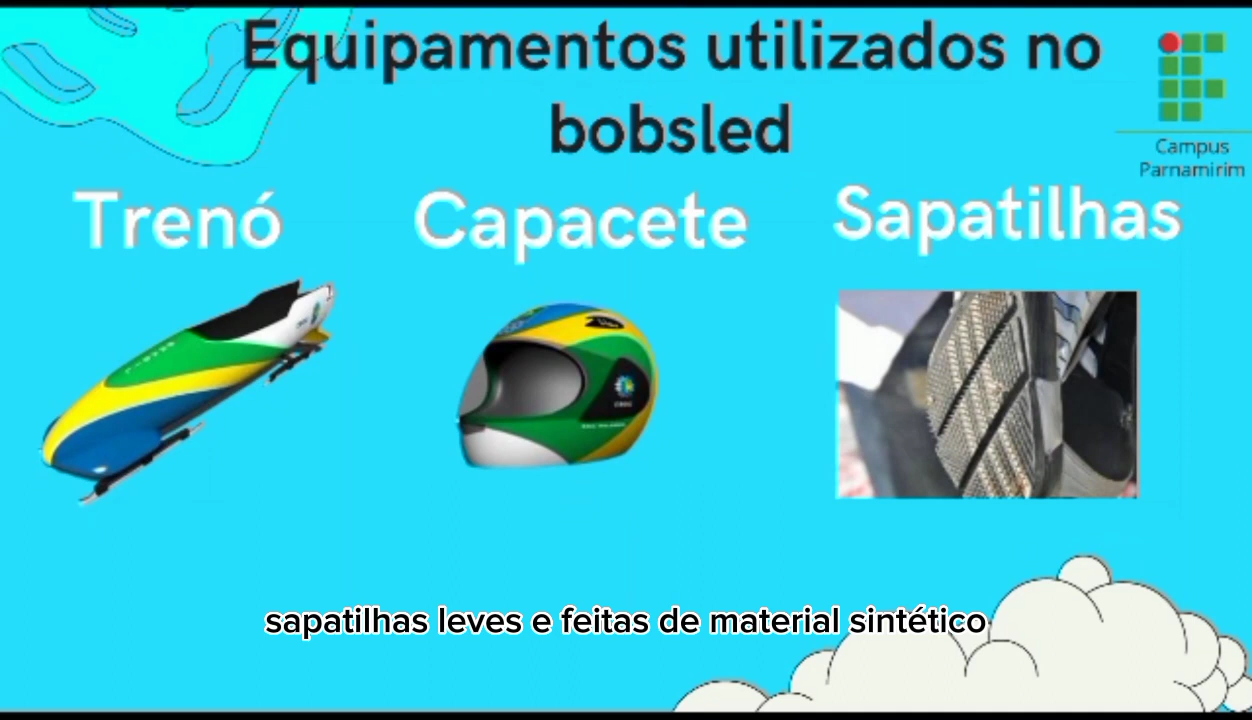 Equipamentos utilizados no
bobsled
Campus
Parnamirim
Trenó
Capacete
Sapatilhas
sapatilhas leves e feitas de material sintético